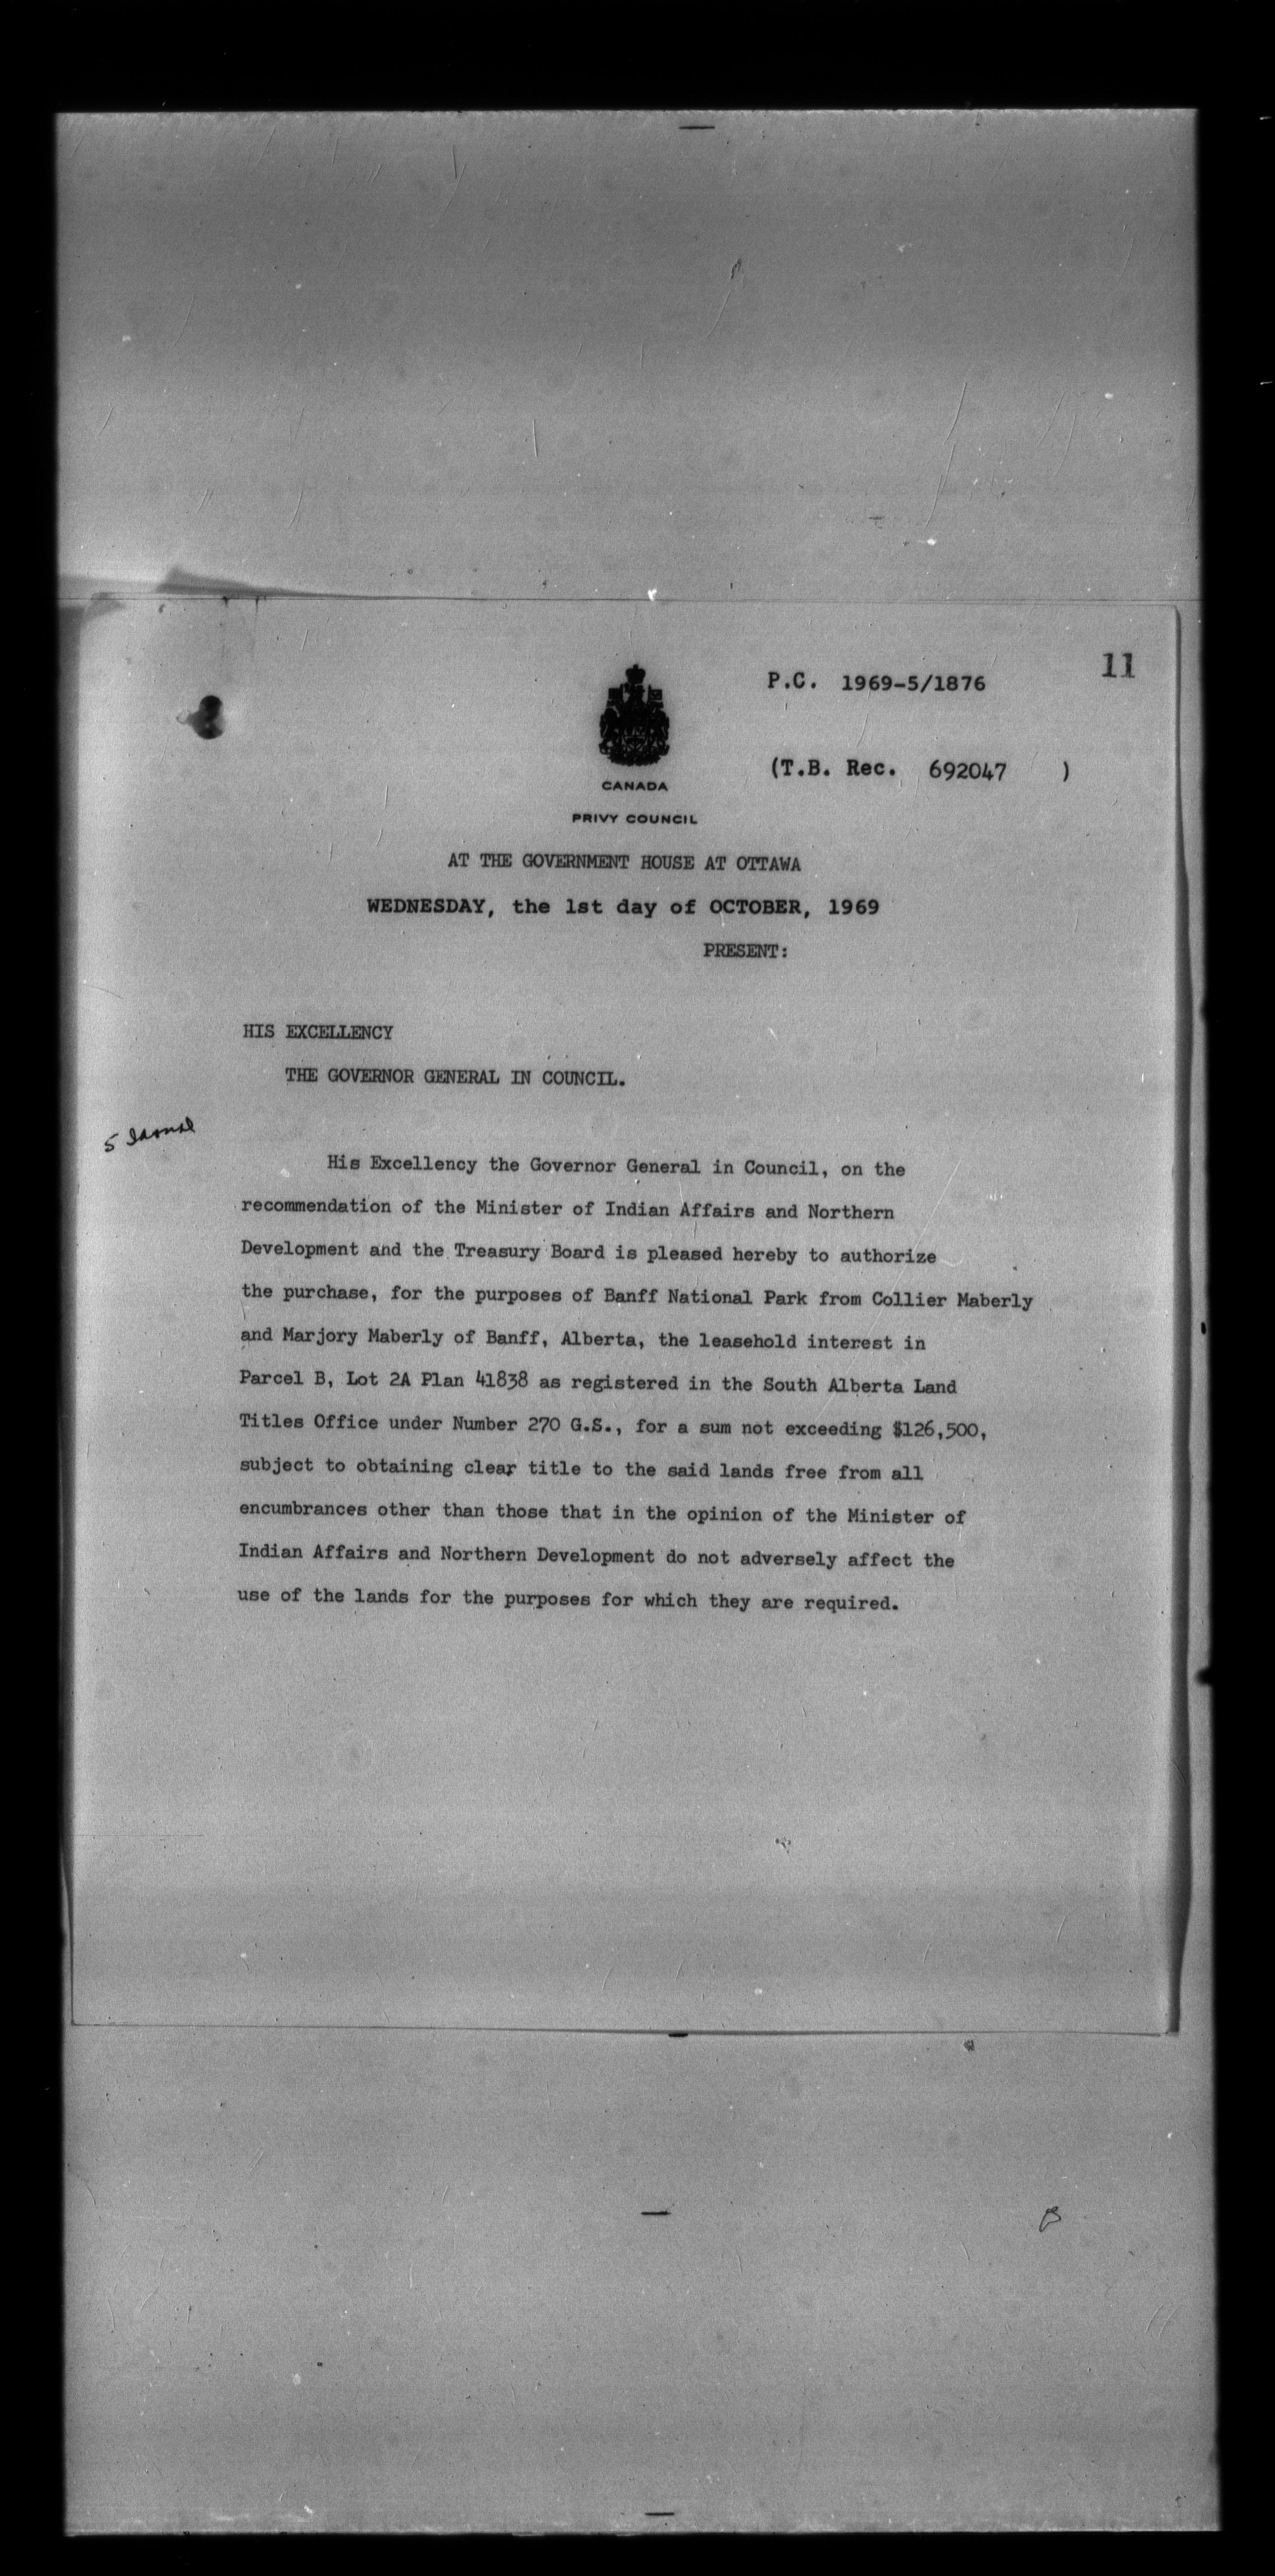 11
P.C. 1969-5/1876
(T.B. Rec. 692047 )
CANADA
PRIVY COUNCIL
AT THE GOVERNMENT HOUSE AT OTTAWA
WEDNESDAY, the 1st day of OCTOBER, 1969
PRESENT:
HIS EXCELLENCY
THE GOVERNOR GENERAL IN COUNCIL.
5
His Excellency the Governor General in Council, on the
recommendation of the Minister of Indian Affairs and Northern
Development and the Treasury Board is pleased hereby to authorize
the purchase, for the purposes of Banff National Park from Collier Maberly
and Marjory Maberly of Banff, Alberta, the leasehold interest in
Parcel B, Lot 2A Plan 41838 as registered in the South Alberta Land
Titles Office under Number 270 G.S., for a sum not exceeding $126,500,
subject to obtaining clear title to the said lands free from all
encumbrances other than those that in the opinion of the Minister of
Indian Affairs and Northern Development do not adversely affect the
use of the lands for the purposes for which they are required.